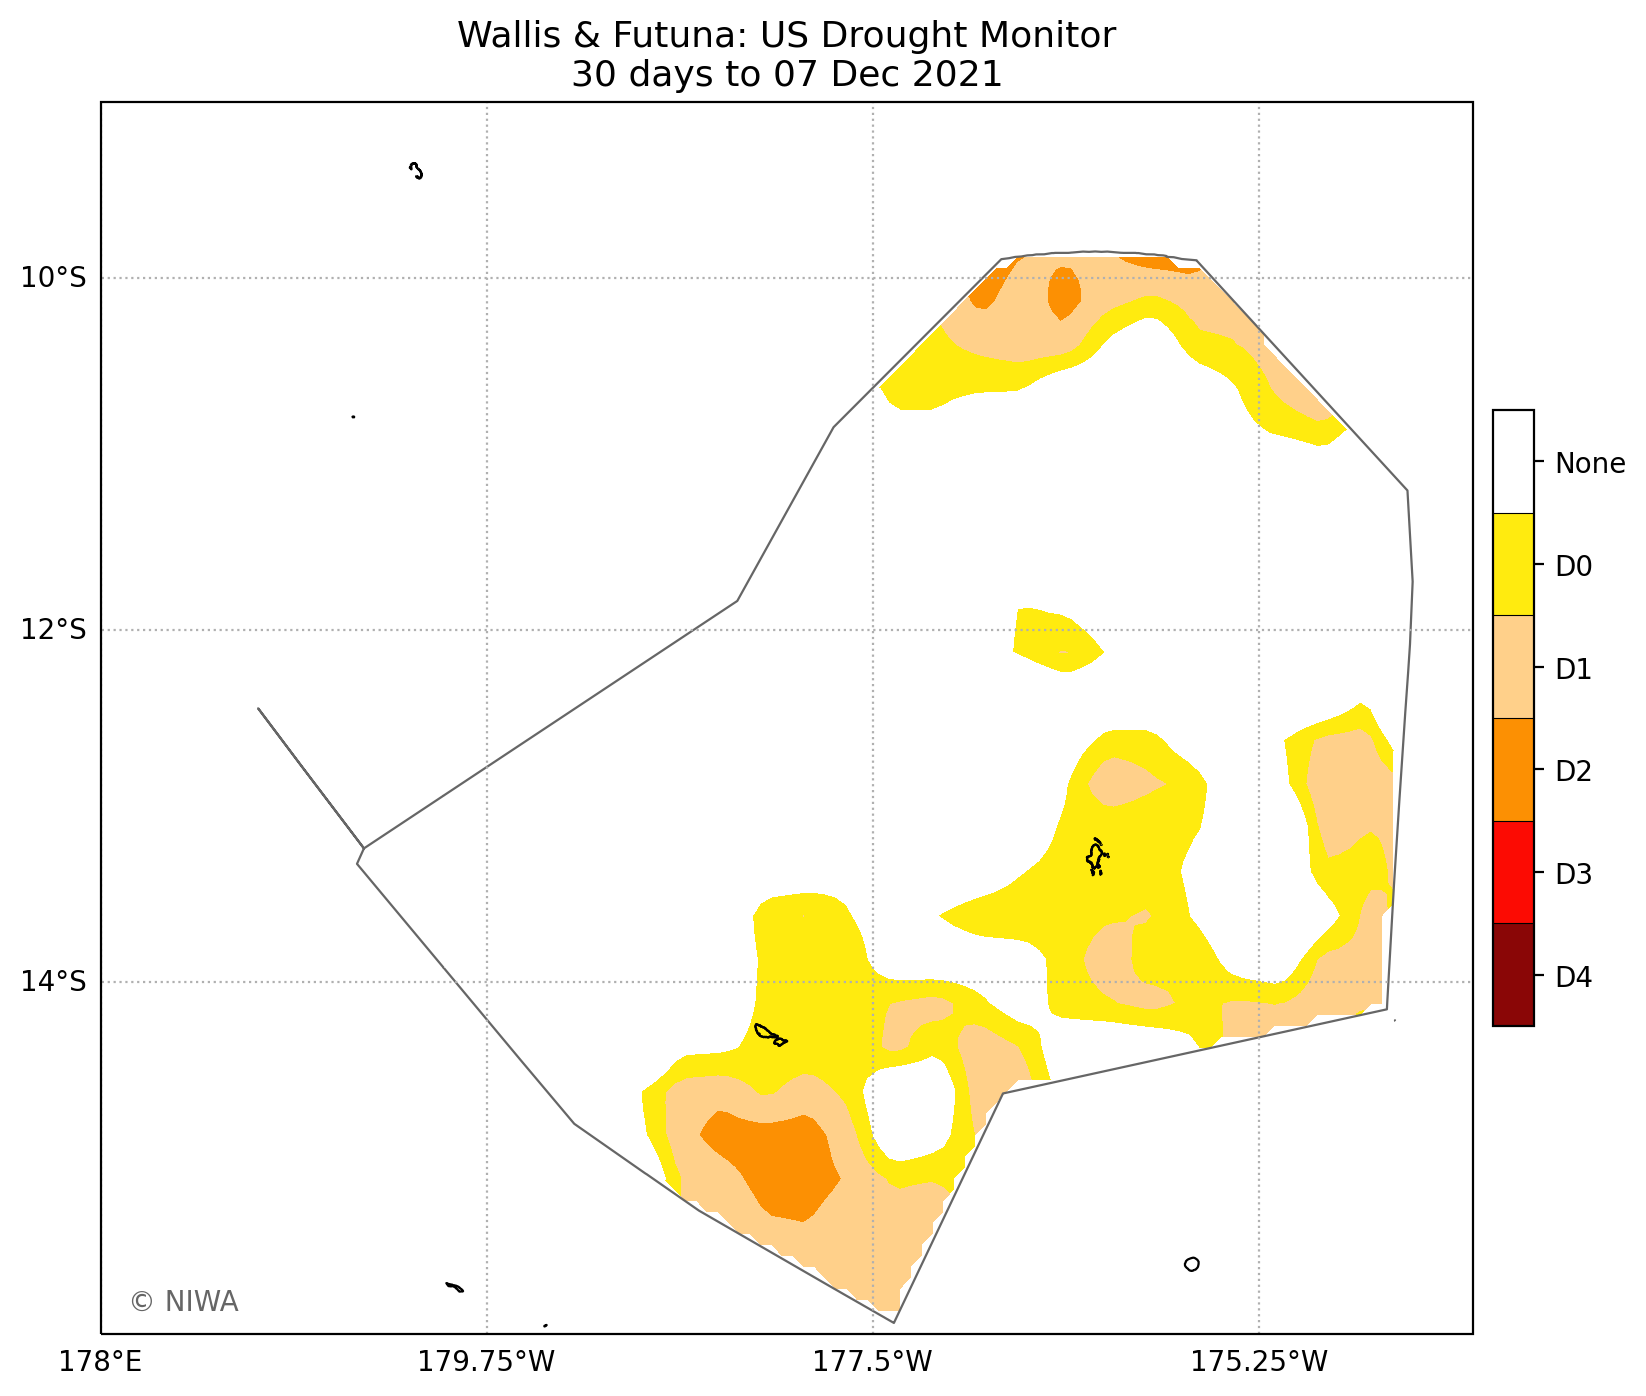 Wallis & Futuna: US Drought Monitor
30 days to 07 Dec 2021
10°S
12°S
14°S
178°E
179.75°W
177.5°W
175.25°W
None
D0
D1
D2
D3
D4
© NIWA